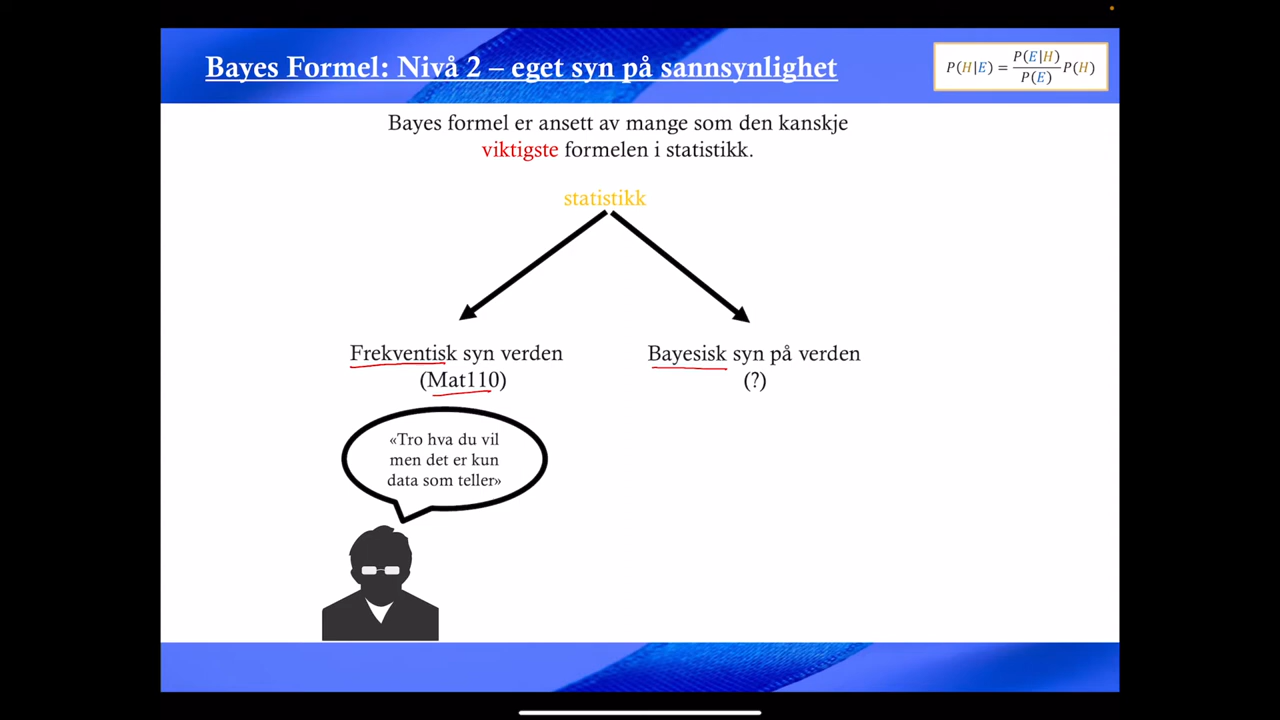 Bayes Formel: Nivå 2 – eget syn på sannsynlighet
P(H|E) = P(E|H)/P(E) P(H)
Bayes formel er ansett av mange som den kanskje
viktigste formelen i statistikk.
statistikk
Frekventisk syn verden
(Mat110)
Bayesisk syn på verden
(?)
«Tro hva du vil
men det er kun
data som teller»